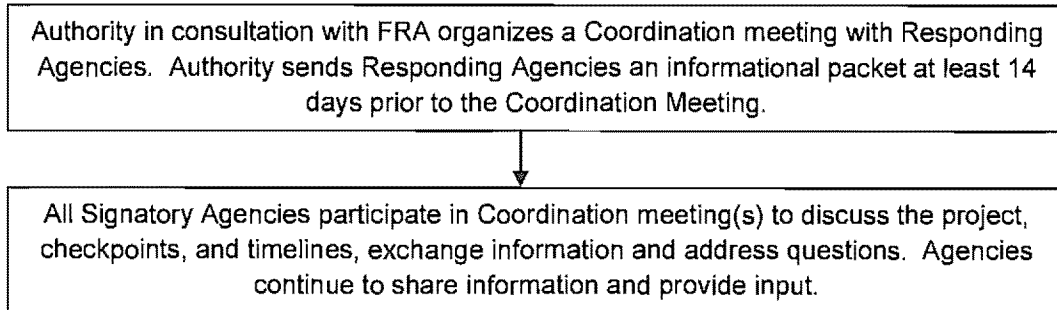 Authority in consultation with FRA organizes a Coordination meeting with Responding
Agencies.  Authority sends Responding Agencies an informational packet at least 14
days prior to the Coordination Meeting.
All Signatory Agencies participate in Coordination meeting(s) to discuss the project,
checkpoints, and timelines, exchange information and address questions.  Agencies
continue to share information and provide input.